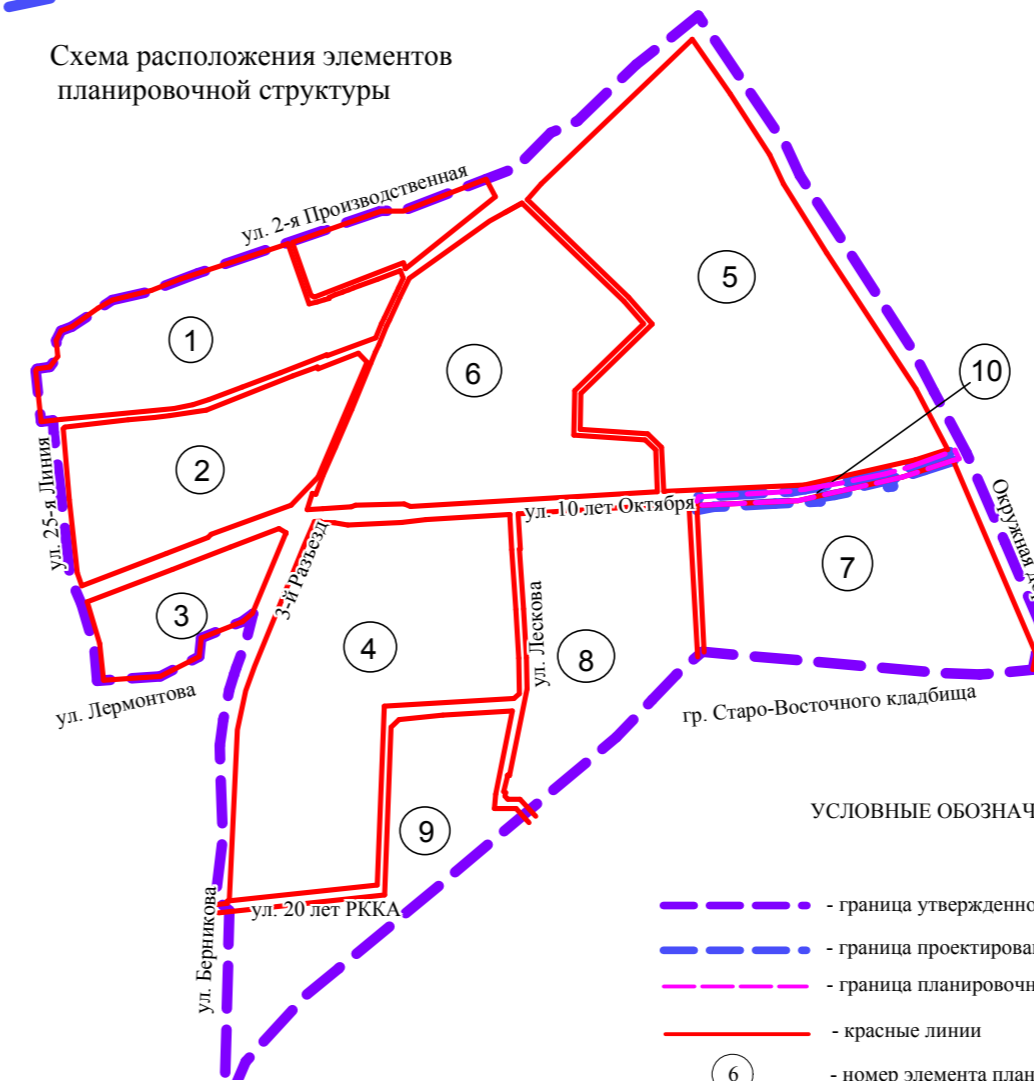 Схема расположения элементов
планировочной структуры
ул. 2-я Производственная
5
1
6
10
2
ул. 25-я Линия
ул. 10 лет Октября
Окружная
3-й Разъезд
7
3
4
ул. Лескова
8
ул. Лермонтова
гр. Старо-Восточного кладбища
УСЛОВНЫЕ ОБОЗНАЧ
9
ул. Берникова
ул. 20 лет РККА
- граница утвержденно
- граница проектирован
- граница планировочн
- красные линии
6 - номер элемента план